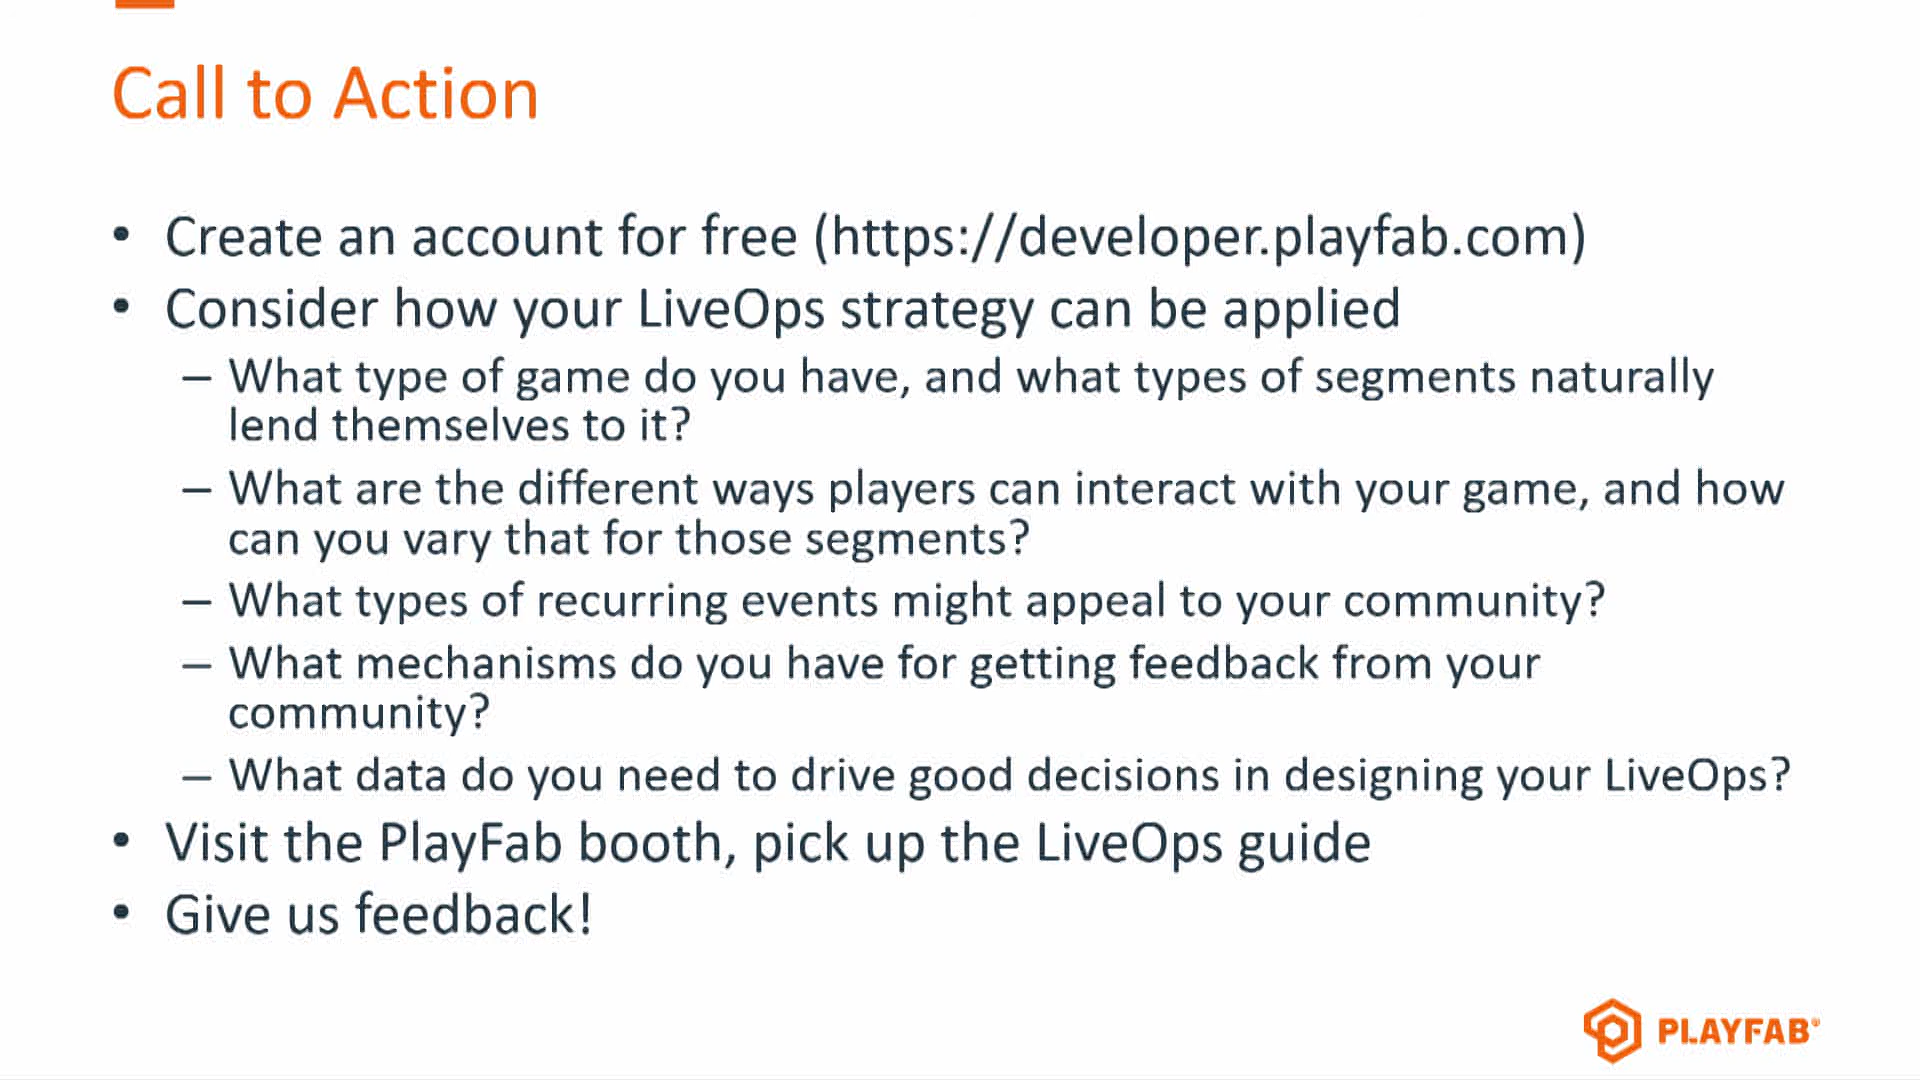 Call to Action
• Create an account for free (https://developer.playfab.com)
• Consider how your LiveOps strategy can be applied
– What type of game do you have, and what types of segments naturally
lend themselves to it?
– What are the different ways players can interact with your game, and how
can you vary that for those segments?
– What types of recurring events might appeal to your community?
– What mechanisms do you have for getting feedback from your
community?
– What data do you need to drive good decisions in designing your LiveOps?
• Visit the PlayFab booth, pick up the LiveOps guide
• Give us feedback!
PLAYFAB®